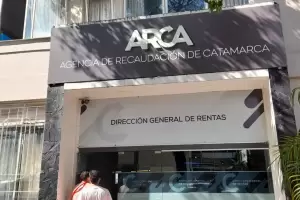 ARCA
AGENCIA DE RECAUDACIÓN DE CATAMARCA
DIRECCIÓN GENERAL DE RENTAS